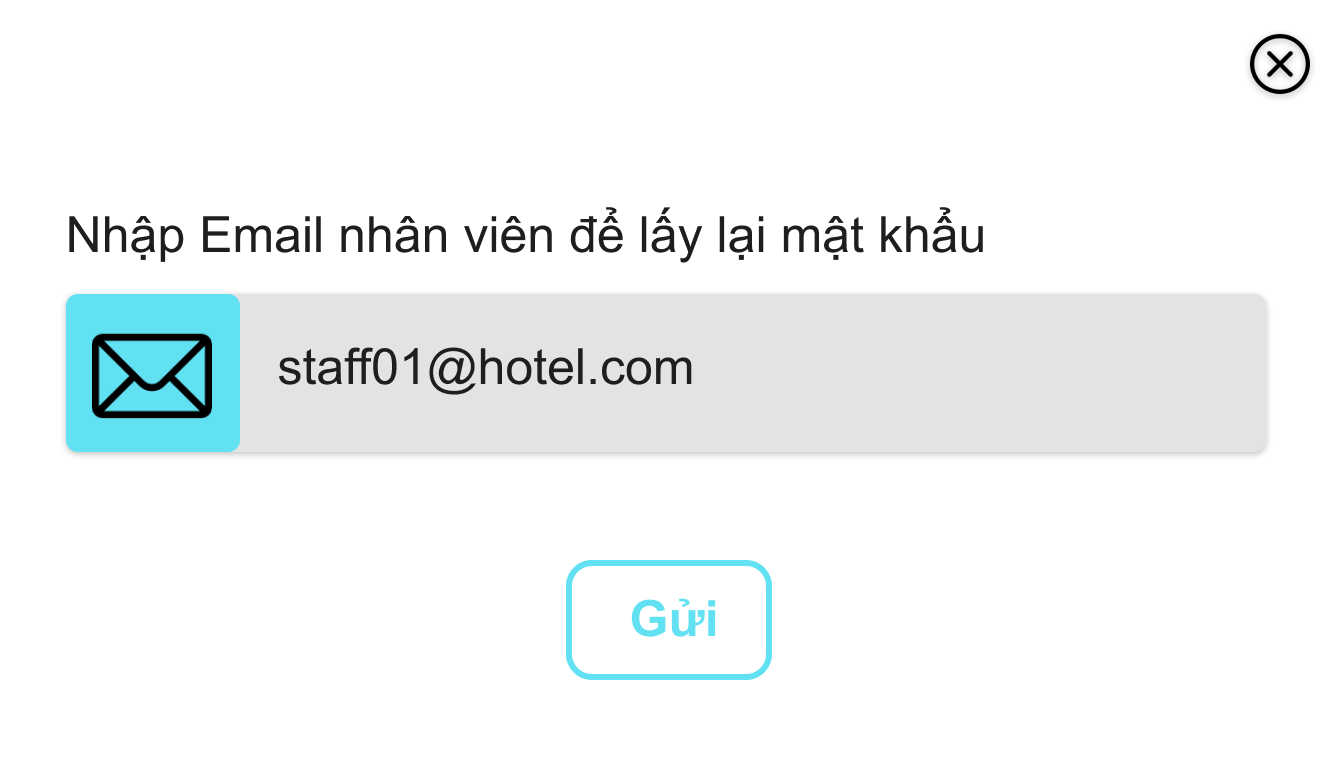 Nhập Email nhân viên để lấy lại mật khẩu
staff01@hotel.com
Gửi